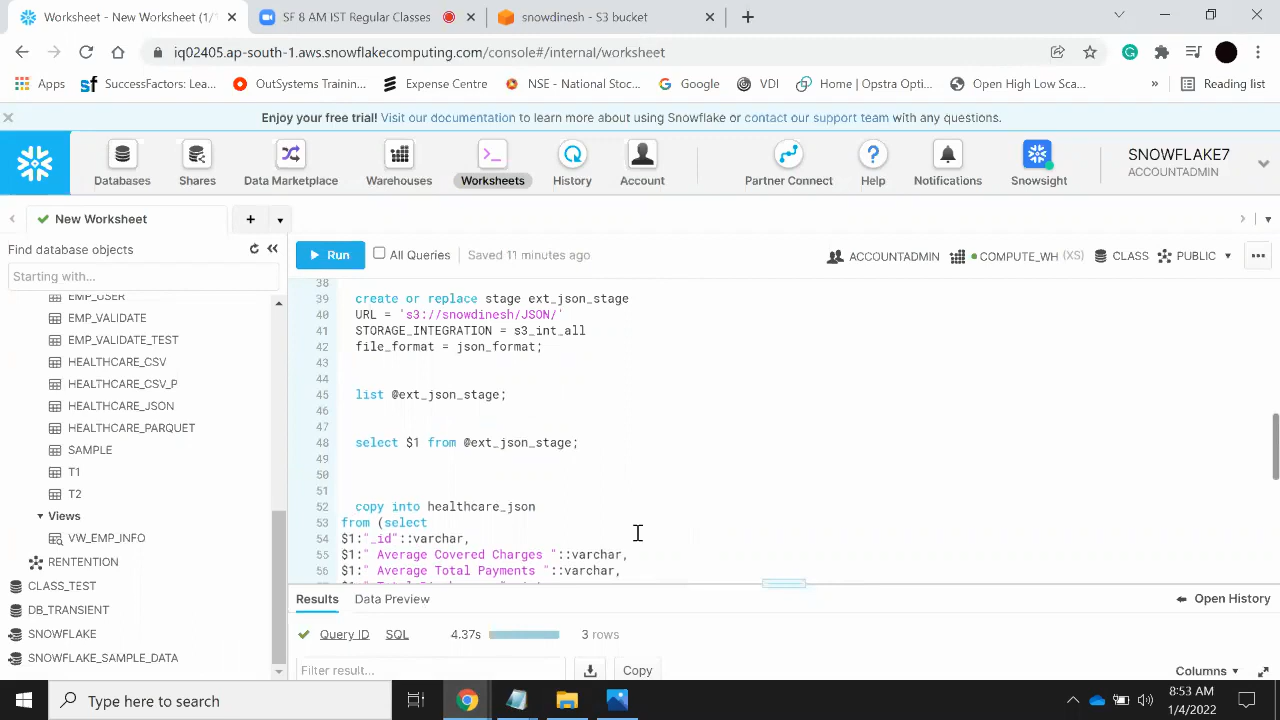 Worksheet - New Worksheet (1/1
SF 8 AM IST Regular Classes
snowdinesh - S3 bucket
iq02405.ap-south-1.aws.snowflakecomputing.com/console#/internal/worksheet
Apps
SuccessFactors: Lea...
OutSystems Training...
Expense Centre
NSE - National Stoc...
Google
VDI
Home | Opstra Opti...
Open High Low Sca...
»
Reading list
Enjoy your free trial! Visit our documentation to learn more about using Snowflake or contact our support team with any questions.
Databases
Shares
Data Marketplace
Warehouses
Worksheets
History
Account
Partner Connect
Help
Notifications
Snowsight
SNOWFLAKE7
ACCOUNTADMIN
New Worksheet
Find database objects
Starting with...
EMP_USER
EMP_VALIDATE
EMP_VALIDATE_TEST
HEALTHCARE_CSV
HEALTHCARE_CSV_P
HEALTHCARE_JSON
HEALTHCARE_PARQUET
SAMPLE
T1
T2
Views
VW_EMP_INFO
RENTENTION
CLASS_TEST
DB_TRANSIENT
SNOWFLAKE
SNOWFLAKE_SAMPLE_DATA
Run
All Queries
Saved 11 minutes ago
ACCOUNTADMIN
COMPUTE_WH (XS)
CLASS
PUBLIC
38
39 create or replace stage ext_json_stage
40 URL = 's3://snowdinesh/JSON/'
41 STORAGE_INTEGRATION = s3_int_all
42 file_format = json_format;
43
44
45 list @ext_json_stage;
46
47
48 select $1 from @ext_json_stage;
49
50
51
52 copy into healthcare_json
53 from (select
54 $1:"_id"::varchar,
55 $1:" Average Covered Charges "::varchar,
56 $1:" Average Total Payments "::varchar,
Results
Data Preview
Open History
Query ID
SQL
4.37s
3 rows
Filter result...
Copy
Columns
Type here to search
8:53 AM
1/4/2022